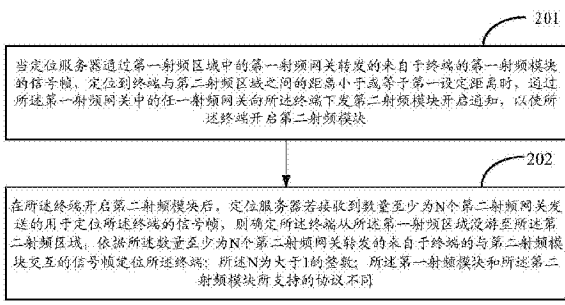 201
当定位服务器通过第一射频区域中的第一射频网关转发的来自于终端的第一射频模块
的信号帧、定位到终端与第二射频区域之间的距离小于或等于第一设定距离时，通过
所述第一射频网关中的任一射频网关向所述终端下发第二射频模块开启通知，以使所
述终端开启第二射频模块
202
在所述终端开启第二射频模块后，定位服务器若接收到数量至少为N个第二射频网关发
送的用于定位所述终端的信号帧，则确定所述终端从所述第一射频区域漫游至所述第
二射频区域，依据所述数量至少为N个第二射频网关转发的来自于终端的与第二射频模
块交互的信号帧定位所述终端；所述N为大于1的整数；所述第一射频模块和所述第二
射频模块所支持的协议不同